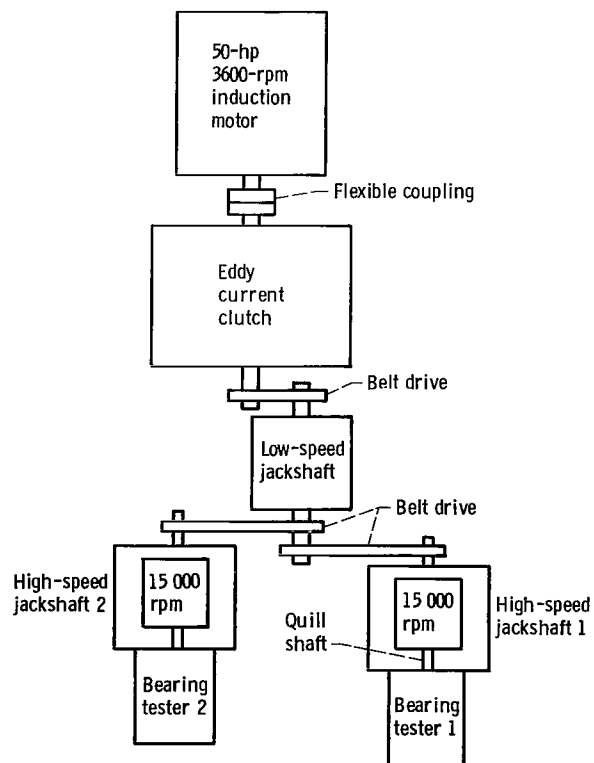 50-hp
3600-rpm
induction
motor
Flexible coupling
Eddy
current
clutch
Belt drive
Low-speed
jackshaft
Belt drive
High-speed
jackshaft 2
15 000
rpm
15 000
rpm
High-speed
jackshaft 1
Quill
shaft
Bearing
tester 2
Bearing
tester 1